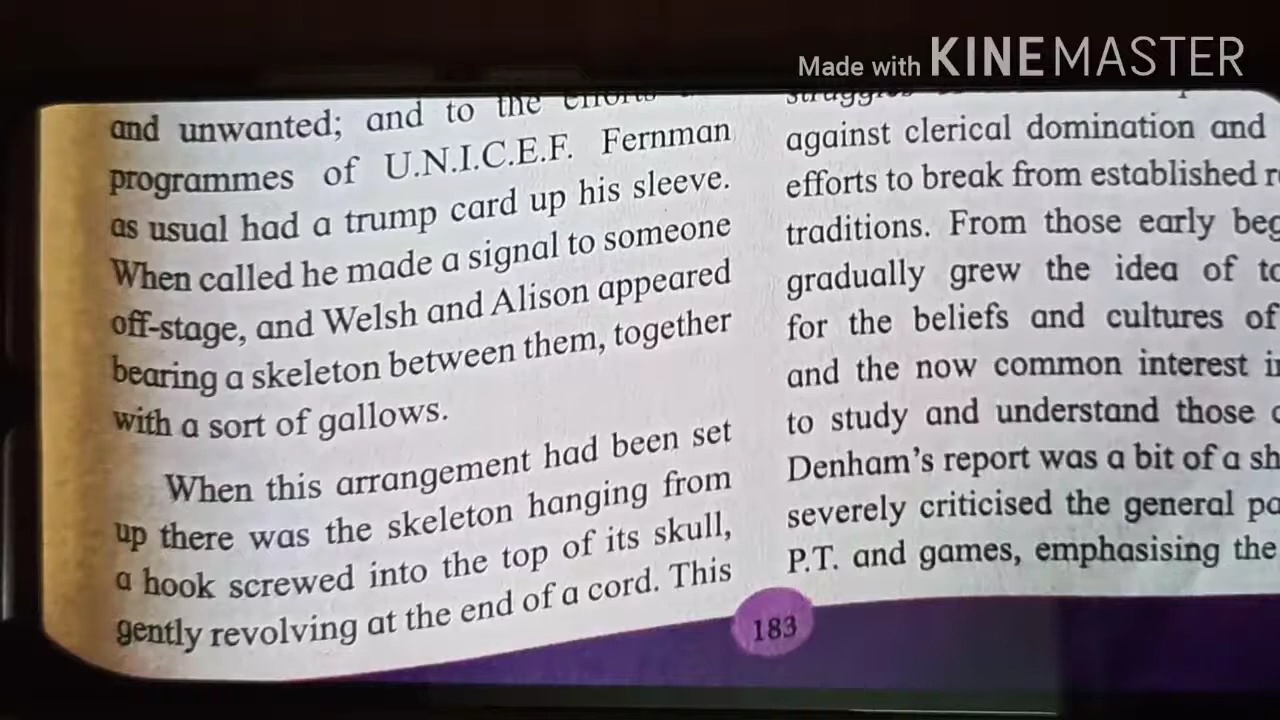 Made with KINEMASTER
and unwanted; and to the efforts
programmes of U.N.I.C.E.F. Fernman
as usual had a trump card up his sleeve.
When called he made a signal to someone
off-stage, and Welsh and Alison appeared
bearing a skeleton between them, together
with a sort of gallows.
When this arrangement had been set
up there was the skeleton hanging from
a hook screwed into the top of its skull,
gently revolving at the end of a cord. This
against clerical domination and
efforts to break from established
traditions. From those early
gradually grew the idea of
for the beliefs and cultures of
and the now common interest
to study and understand those
Denham's report was a bit of a
severely criticised the general
P.T. and games, emphasising the
183